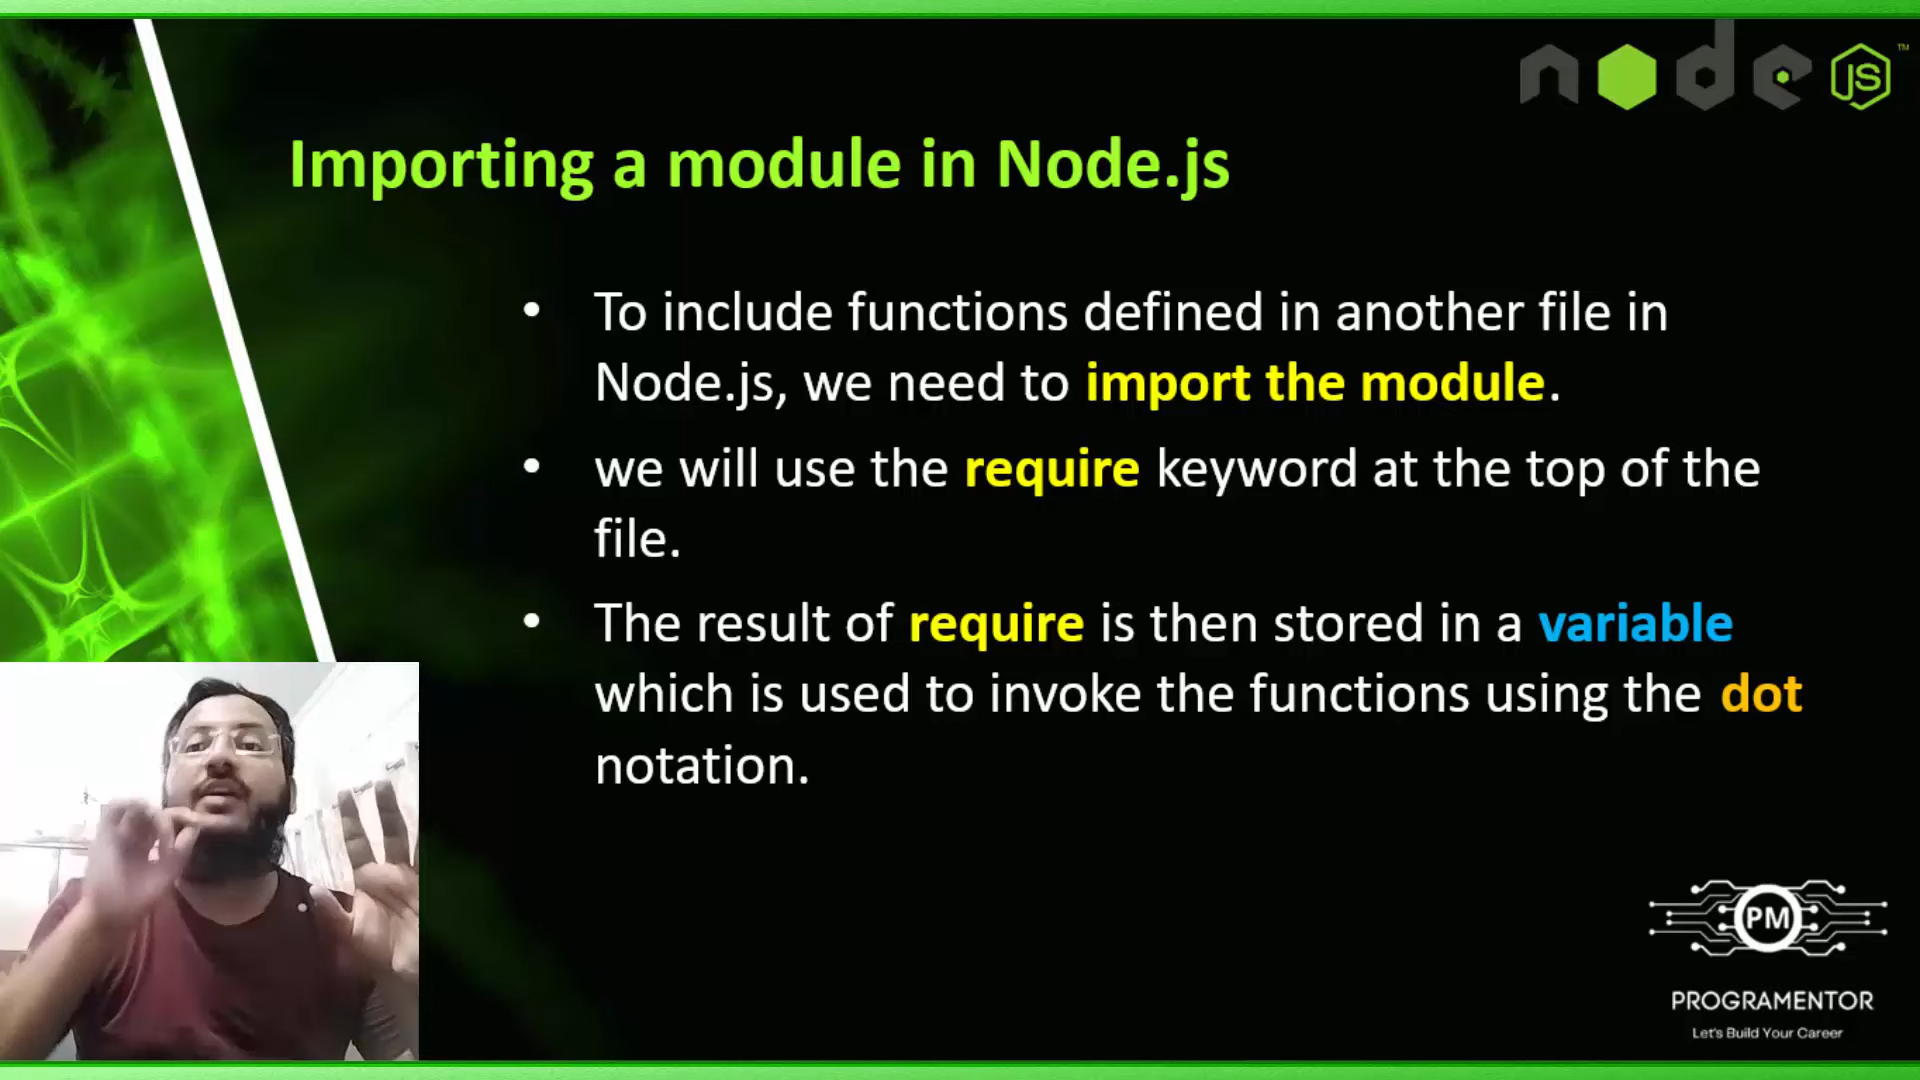 node JS ™
Importing a module in Node.js
• To include functions defined in another file in
Node.js, we need to import the module.
• we will use the require keyword at the top of the
file.
• The result of require is then stored in a variable
which is used to invoke the functions using the dot
notation.
PM
PROGRAMENTOR
Let's Build Your Career